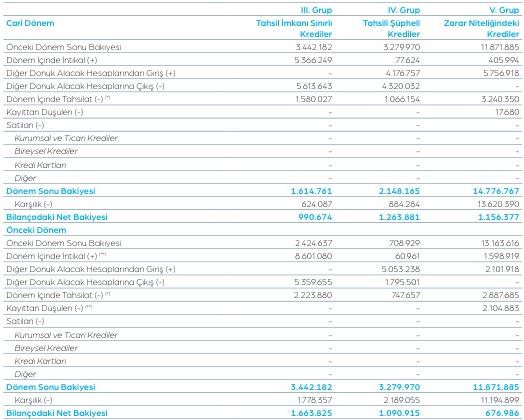 III. Grup IV. Grup V. Grup
Cari Dönem Tahsil İmkanı Sınırlı Tahsili Şüpheli Zarar Niteliğindeki
Krediler Krediler Krediler
Önceki Dönem Sonu Bakiyesi 3.442.182 3.279.970 11.871.885
Dönem İçinde İntikal (+) 5.366.249 77.624 405.994
Diğer Donuk Alacak Hesaplarından Giriş (+) – 4.176.757 5.756.918
Diğer Donuk Alacak Hesaplarına Çıkış (–) 5.613.643 4.320.032 –
Dönem İçinde Tahsilat (–) (*) 1.580.027 1.066.154 3.240.350
Kayıttan Düşülen (–) – – 17.680
Satılan (–) – – –
Kurumsal ve Ticari Krediler – – –
Bireysel Krediler – – –
Kredi Kartları – – –
Diğer – – –
Dönem Sonu Bakiyesi 1.614.761 2.148.165 14.776.767
Karşılık (–) 624.087 884.284 13.620.390
Bilançodaki Net Bakiyesi 990.674 1.263.881 1.156.377
Önceki Dönem
Önceki Dönem Sonu Bakiyesi 2.424.637 708.929 13.163.616
Dönem İçinde İntikal (+) (**) 8.601.080 60.961 1.598.919
Diğer Donuk Alacak Hesaplarından Giriş (+) – 5.053.238 2.101.918
Diğer Donuk Alacak Hesaplarına Çıkış (–) 5.359.655 1.795.501 –
Dönem İçinde Tahsilat (–) (*) 2.223.880 747.657 2.887.685
Kayıttan Düşülen (–) (***) – – 2.104.883
Satılan (–) – – –
Kurumsal ve Ticari Krediler – – –
Bireysel Krediler – – –
Kredi Kartları – – –
Diğer – – –
Dönem Sonu Bakiyesi 3.442.182 3.279.970 11.871.885
Karşılık (–) 1.778.357 2.189.055 11.194.899
Bilançodaki Net Bakiyesi 1.663.825 1.090.915 676.986